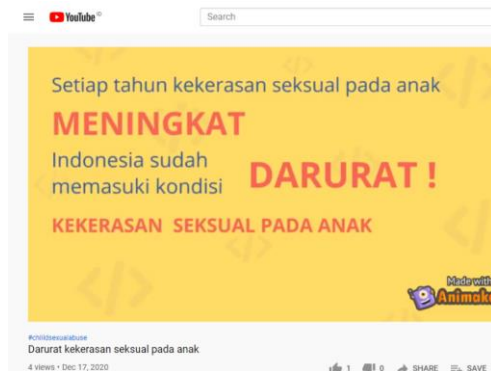 YouTube
Search
Setiap tahun kekerasan seksual pada anak
MENINGKAT
Indonesia sudah
memasuki kondisi DARURAT !
KEKERASAN SEKSUAL PADA ANAK
Made with
Animaker
#childsexualabuse
Darurat kekerasan seksual pada anak
4 views • Dec 17, 2020
1 0 SHARE SAVE